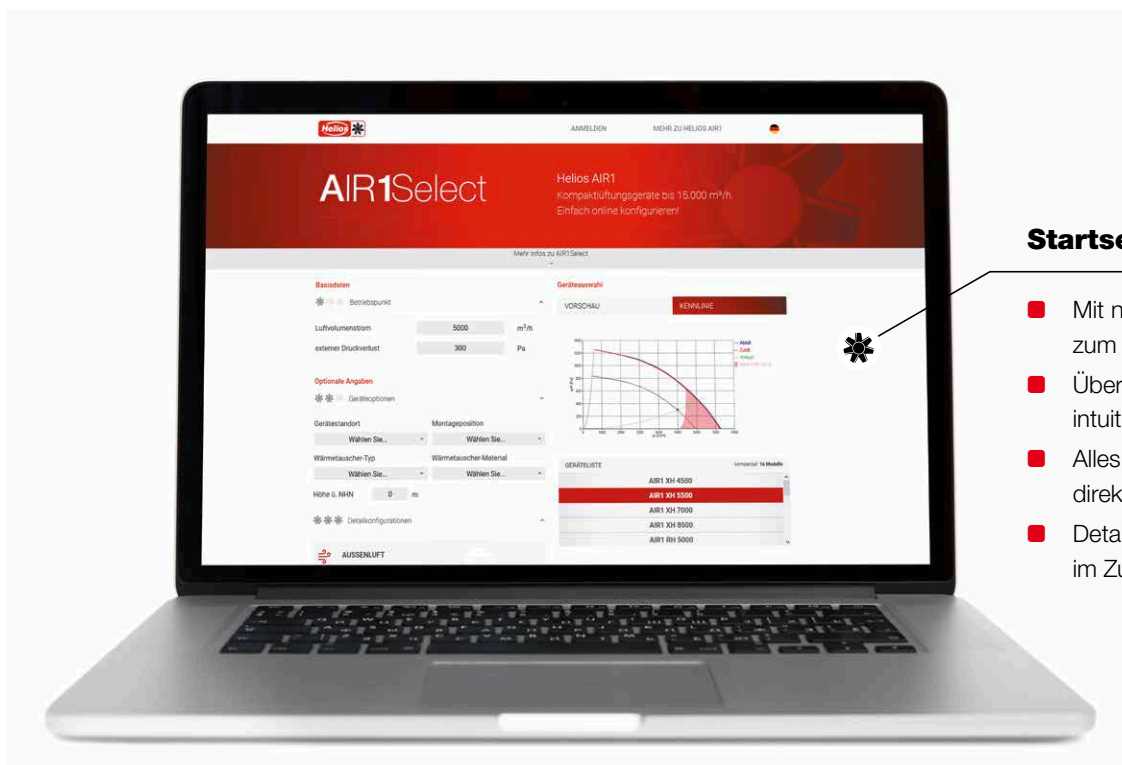 Helios
ANMELDEN
MEHR ZU HELIOS AIR1
AIR1Select
Helios AIR1
Kompaktlüftungsgeräte bis 15.000 m³/h.
Einfach online konfigurieren!
Mehr Infos zu AIR1Select
Basisdaten
Betriebspunkt
Luftvolumenstrom 5000 m³/h
externer Druckverlust 300 Pa
Optionale Angaben
Geräteoptionen
Gerätestandort Montageposition
Wählen Sie... Wählen Sie...
Wärmetauscher-Typ Wärmetauscher-Material
Wählen Sie... Wählen Sie...
Höhe ü. NHN 0 m
Detailkonfigurationen
AUSSENLUFT
Geräteauswahl
VORSCHAU KENNLINIE
Abluft
Zuluft
GERÄTELISTE 16 Modelle
AIR1 XH 4500
AIR1 XH 5500
AIR1 XH 7000
AIR1 XH 8500
AIR1 RH 5000
Startse
Mit n
zum
Über
intuit
Alles
direk
Deta
im Zu